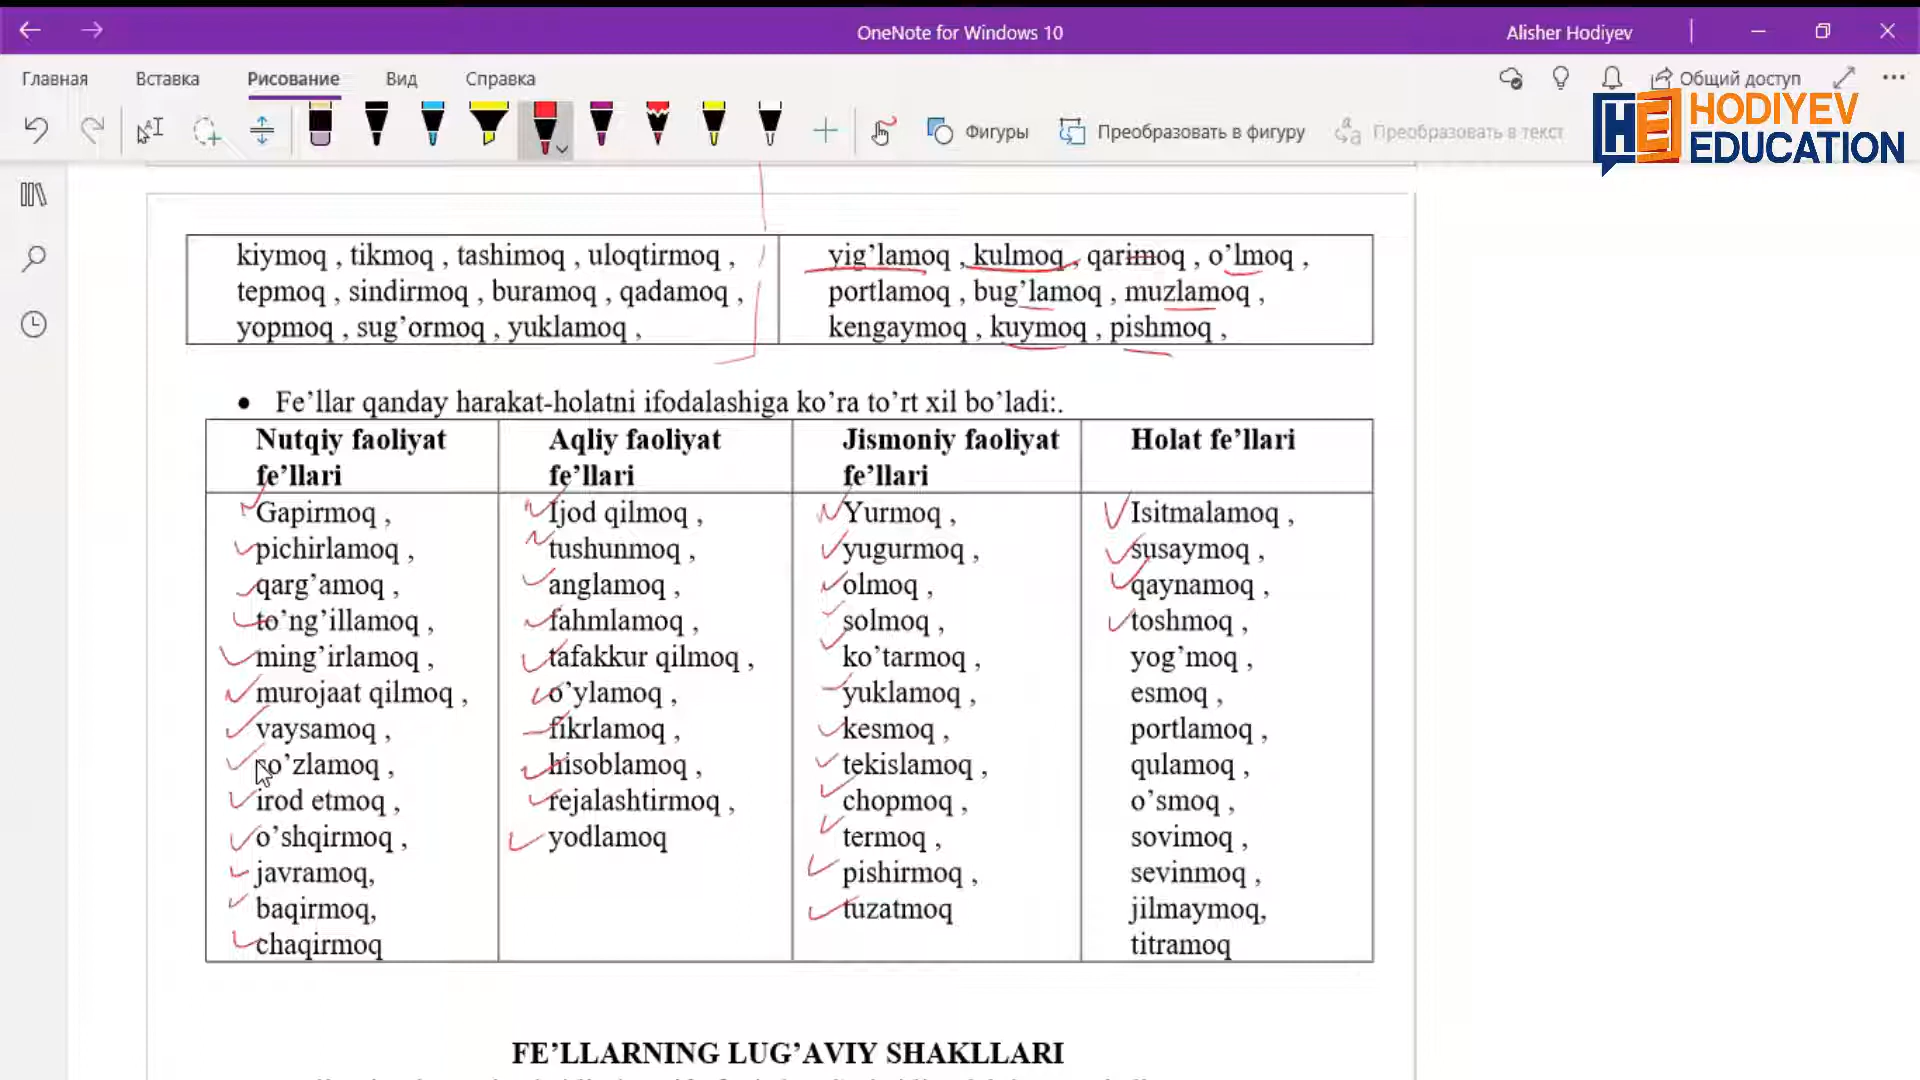 OneNote for Windows 10
Alisher Hodiyev
Главная Вставка Рисование Вид Справка
Общий доступ
Фигуры Преобразовать в фигуру Преобразовать в текст
HODIYEV
EDUCATION
kiymoq , tikmoq , tashimoq , uloqtirmoq ,
tepmoq , sindirmoq , buramoq , qadamoq ,
yopmoq , sug’ormoq , yuklamoq ,
yig’lamoq , kulmoq , qarimoq , o’lmoq ,
portlamoq , bug’lamoq , muzlamoq ,
kengaymoq , kuymoq , pishmoq ,
• Fe’llar qanday harakat-holatni ifodalashiga ko’ra to’rt xil bo’ladi:.
Nutqiy faoliyat
fe’llari
Gapirmoq ,
pichirlamoq ,
qarg’amoq ,
to’ng’illamoq ,
ming’irlamoq ,
murojaat qilmoq ,
vaysamoq ,
so’zlamoq ,
irod etmoq ,
o’shqirmoq ,
javramoq,
baqirmoq,
chaqirmoq
Aqliy faoliyat
fe’llari
Ijod qilmoq ,
tushunmoq ,
anglamoq ,
fahmlamoq ,
tafakkur qilmoq ,
o’ylamoq ,
fikrlamoq ,
hisoblamoq ,
rejalashtirmoq ,
yodlamoq
Jismoniy faoliyat
fe’llari
Yurmoq ,
yugurmoq ,
olmoq ,
solmoq ,
ko’tarmoq ,
yuklamoq ,
kesmoq ,
tekislamoq ,
chopmoq ,
termoq ,
pishirmoq ,
tuzatmoq
Holat fe’llari
Isitmalamoq ,
susaymoq ,
qaynamoq ,
toshmoq ,
yog’moq ,
esmoq ,
portlamoq ,
qulamoq ,
o’smoq ,
sovimoq ,
sevinmoq ,
jilmaymoq,
titramoq
FE’LLARNING LUG’AVIY SHAKLLARI